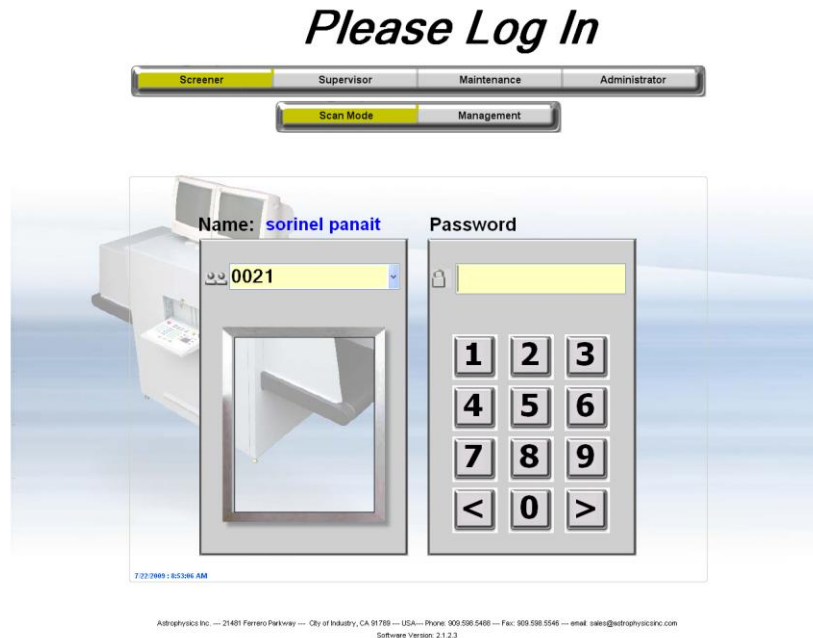 Please Log In
Screener Supervisor Maintenance Administrator
Scan Mode Management
Name: sorinel panait Password
0021
1 2 3
4 5 6
7 8 9
< 0 >
7/22/2009 : 8:53:06 AM
Astrophysics Inc. --- 21481 Ferrero Parkway --- City of Industry, CA 91789 --- USA--- Phone: 909.598.5488 --- Fax: 909.598.5546 --- email: sales@astrophysicsinc.com
Software Version: 2.1.2.3